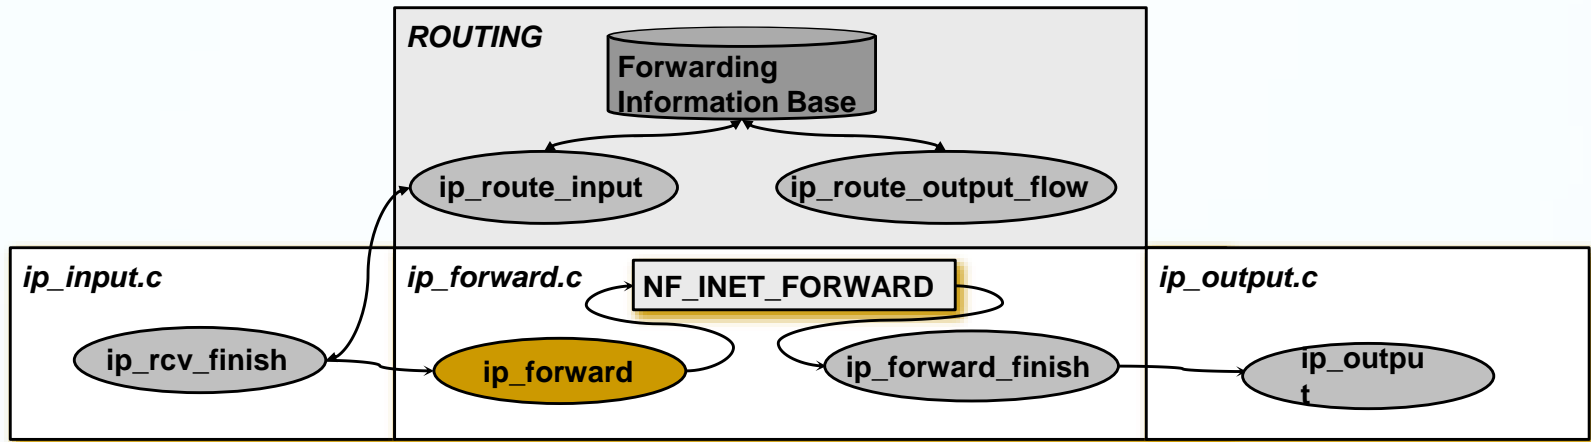 ROUTING
Forwarding
Information Base
ip_route_input
ip_route_output_flow
ip_input.c
ip_forward.c
NF_INET_FORWARD
ip_output.c
ip_rcv_finish
ip_forward
ip_forward_finish
ip_outpu
t